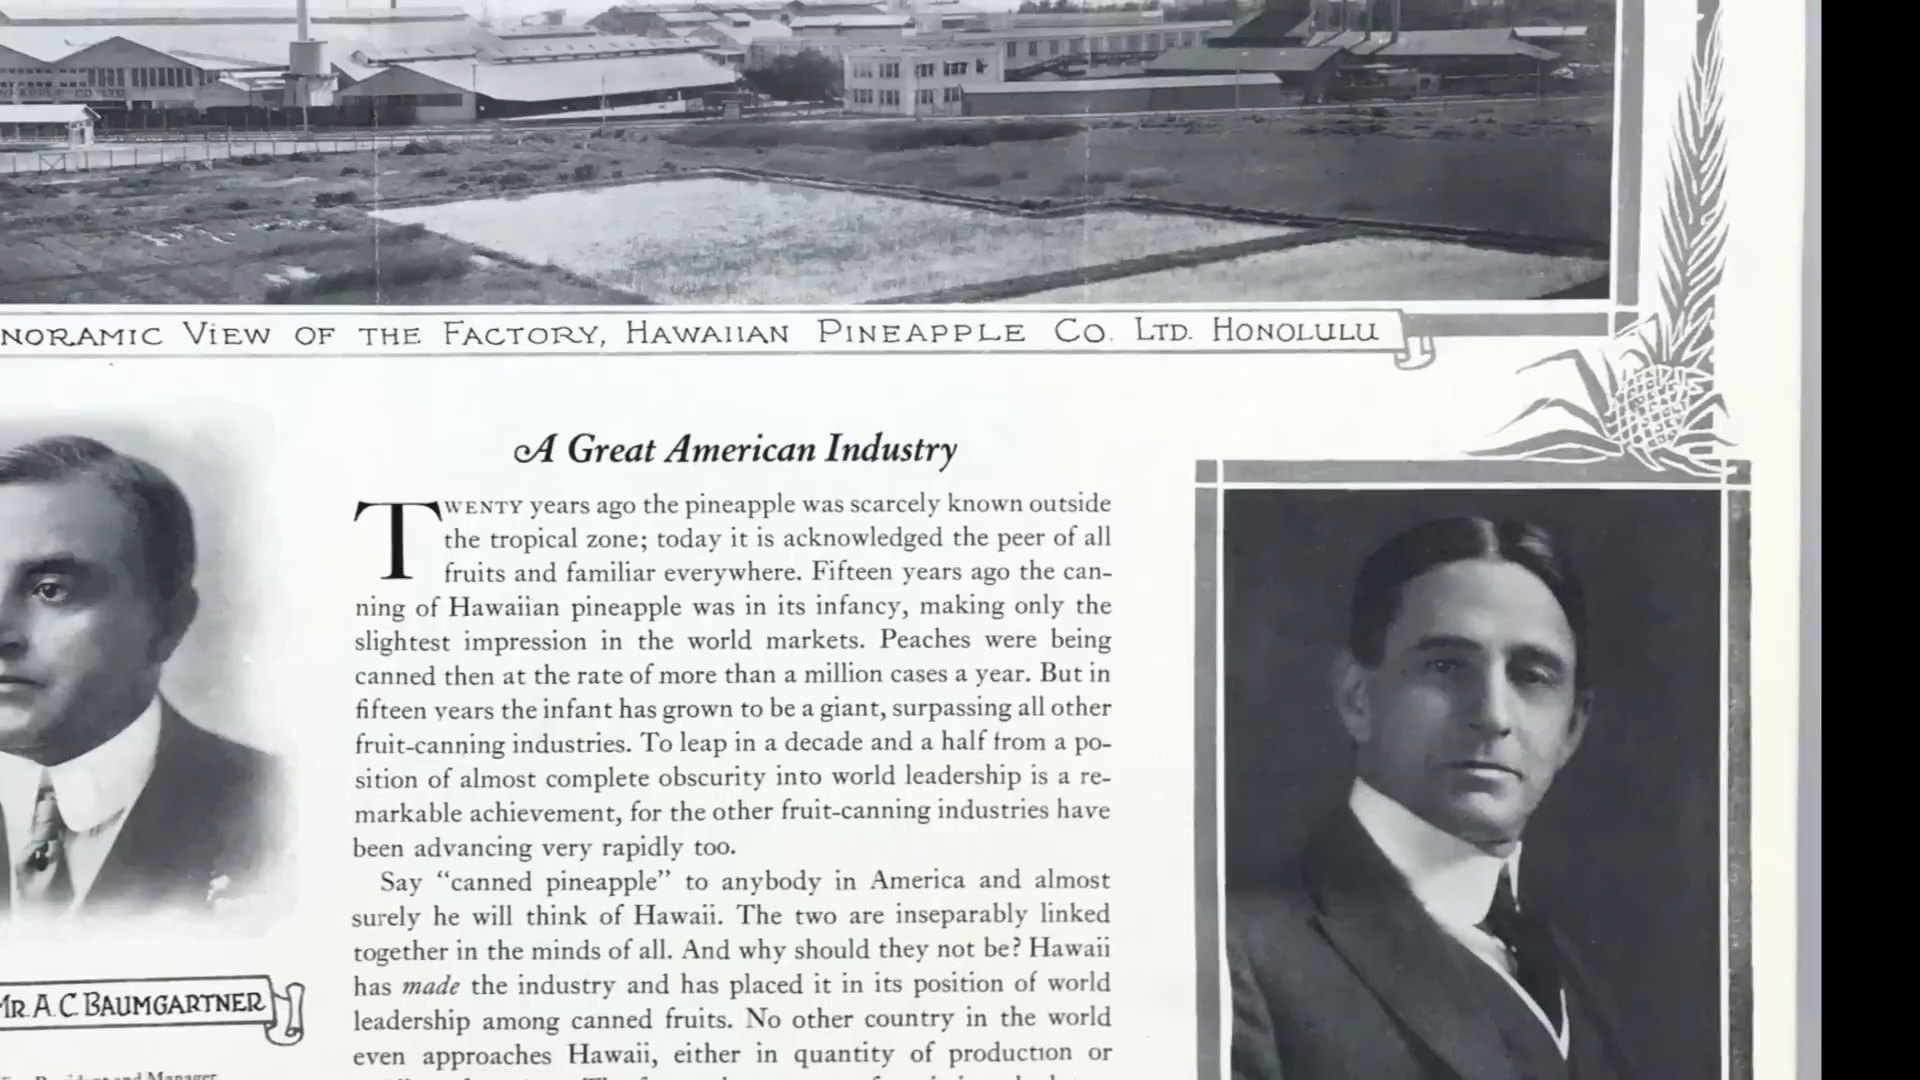 NORAMIC VIEW OF THE FACTORY, HAWAIIAN PINEAPPLE CO. LTD. HONOLULU
A Great American Industry
TWENTY years ago the pineapple was scarcely known outside
the tropical zone; today it is acknowledged the peer of all
fruits and familiar everywhere. Fifteen years ago the can-
ning of Hawaiian pineapple was in its infancy, making only the
slightest impression in the world markets. Peaches were being
canned then at the rate of more than a million cases a year. But in
fifteen years the infant has grown to be a giant, surpassing all other
fruit-canning industries. To leap in a decade and a half from a po-
sition of almost complete obscurity into world leadership is a re-
markable achievement, for the other fruit-canning industries have
been advancing very rapidly too.
Say “canned pineapple” to anybody in America and almost
surely he will think of Hawaii. The two are inseparably linked
together in the minds of all. And why should they not be? Hawaii
has made the industry and has placed it in its position of world
leadership among canned fruits. No other country in the world
even approaches Hawaii, either in quantity of production or
MR. A. C. BAUMGARTNER
and Manager